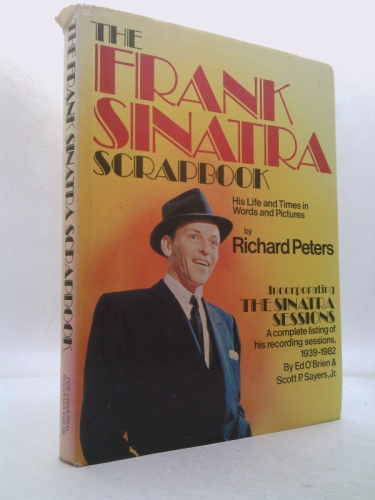 THE
FRANK
SINATRA
SCRAPBOOK
His Life and Times in
Words and Pictures
by
Richard Peters
Incorporating
THE SINATRA
SESSIONS
A complete listing of
his recording sessions,
1939-1982
By Ed O'Brien &
Scott P. Sayers, Jr.
THE FRANK SINATRA SCRAPBOOK